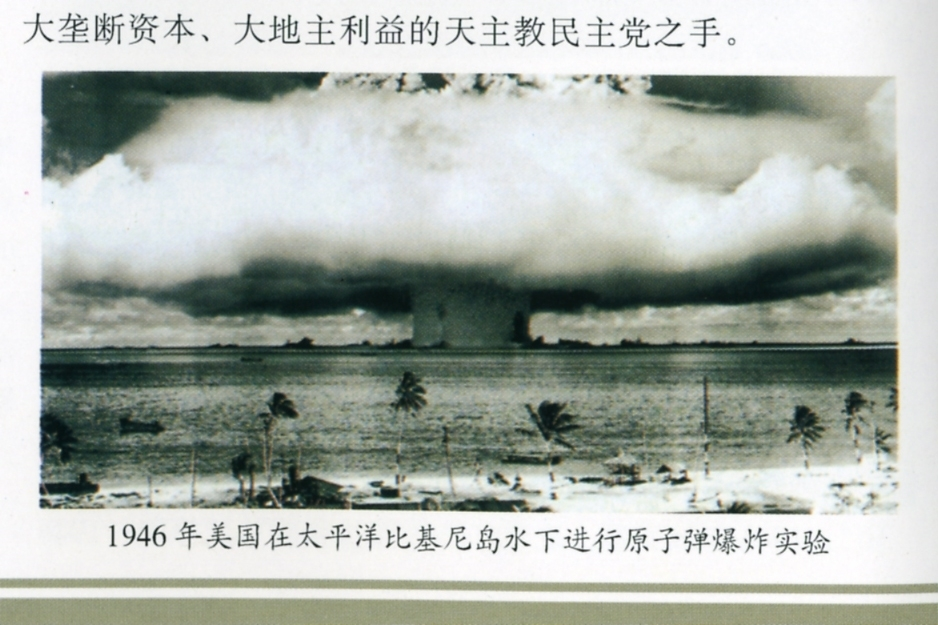 大垄断资本、大地主利益的天主教民主党之手。
1946年美国在太平洋比基尼岛水下进行原子弹爆炸实验